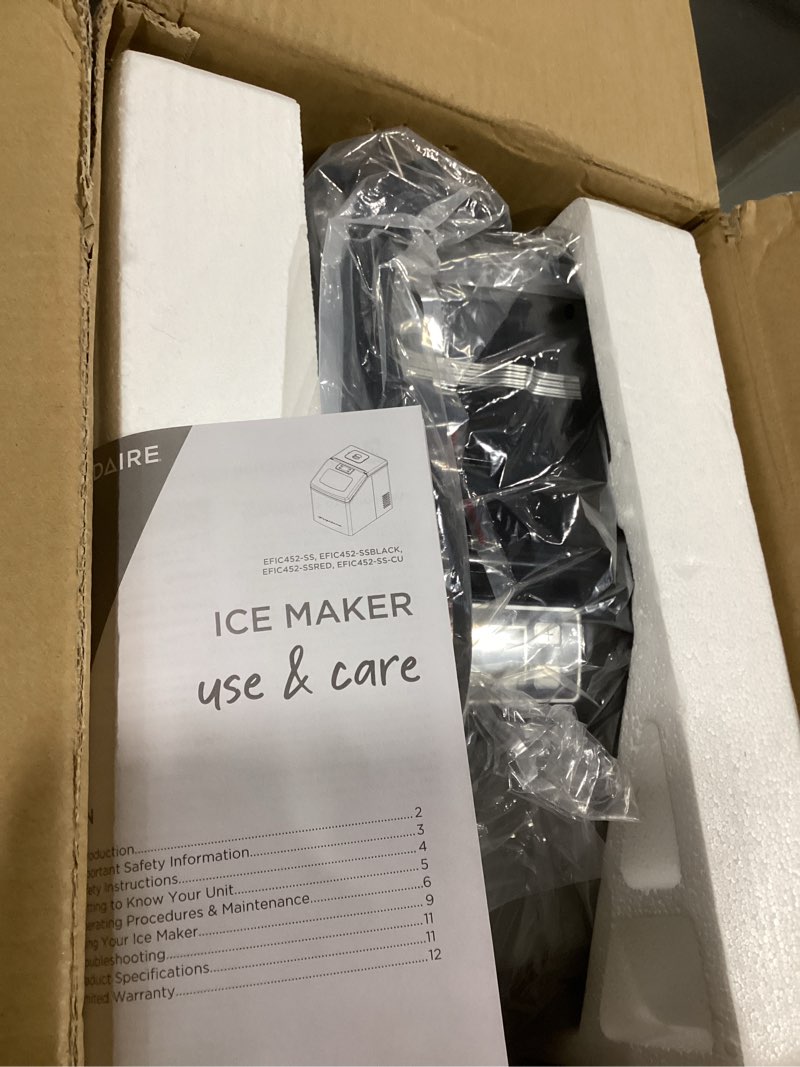 DAIRE
EFIC452-SS, EFIC452-SSBLACK,
EFIC452-SSRED, EFIC452-SS-CU
ICE MAKER
use & care
N
oduction 2
portant Safety Information 3
ety Instructions 4
ting to Know Your Unit 5
erating Procedures & Maintenance 6
ng Your Ice Maker 9
oubleshooting 11
duct Specifications 11
mited Warranty 12